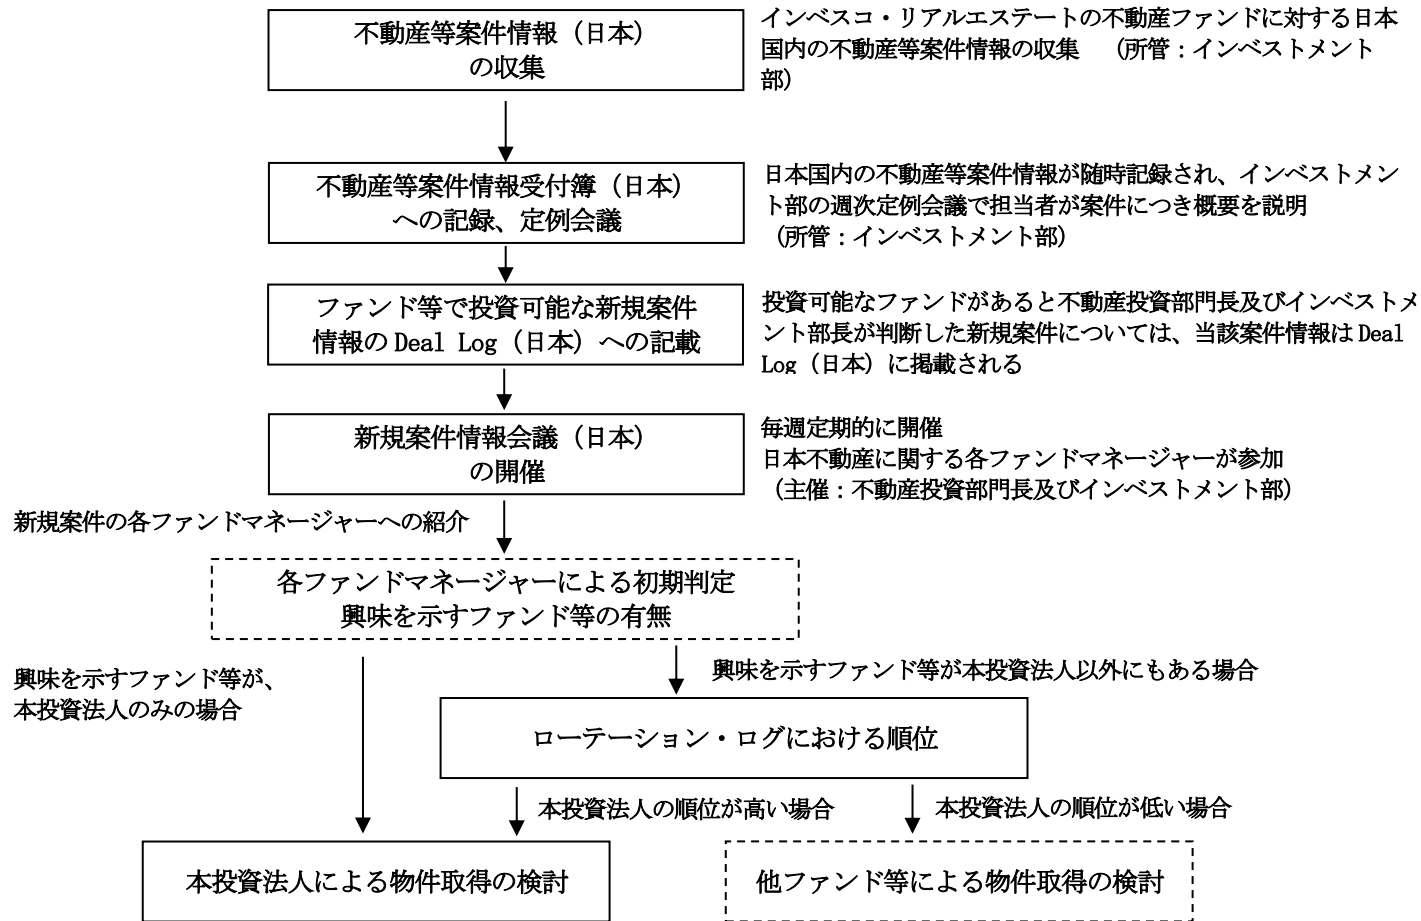 不動産等案件情報（日本）
の収集
インベスコ・リアルエステートの不動産ファンドに対する日本
国内の不動産等案件情報の収集　（所管：インベストメント
部）
不動産等案件情報受付簿（日本）
への記録、定例会議
日本国内の不動産等案件情報が随時記録され、インベストメン
ト部の週次定例会議で担当者が案件につき概要を説明
（所管：インベストメント部）
ファンド等で投資可能な新規案件
情報の Deal Log（日本）への記載
投資可能なファンドがあると不動産投資部門長及びインベストメ
ント部長が判断した新規案件については、当該案件情報は Deal
Log（日本）に掲載される
新規案件情報会議（日本）
の開催
毎週定期的に開催
日本不動産に関する各ファンドマネージャーが参加
（主催：不動産投資部門長及びインベストメント部）
新規案件の各ファンドマネージャーへの紹介
各ファンドマネージャーによる初期判定
興味を示すファンド等の有無
興味を示すファンド等が、
本投資法人のみの場合
興味を示すファンド等が本投資法人以外にもある場合
ローテーション・ログにおける順位
本投資法人の順位が高い場合
本投資法人の順位が低い場合
本投資法人による物件取得の検討
他ファンド等による物件取得の検討